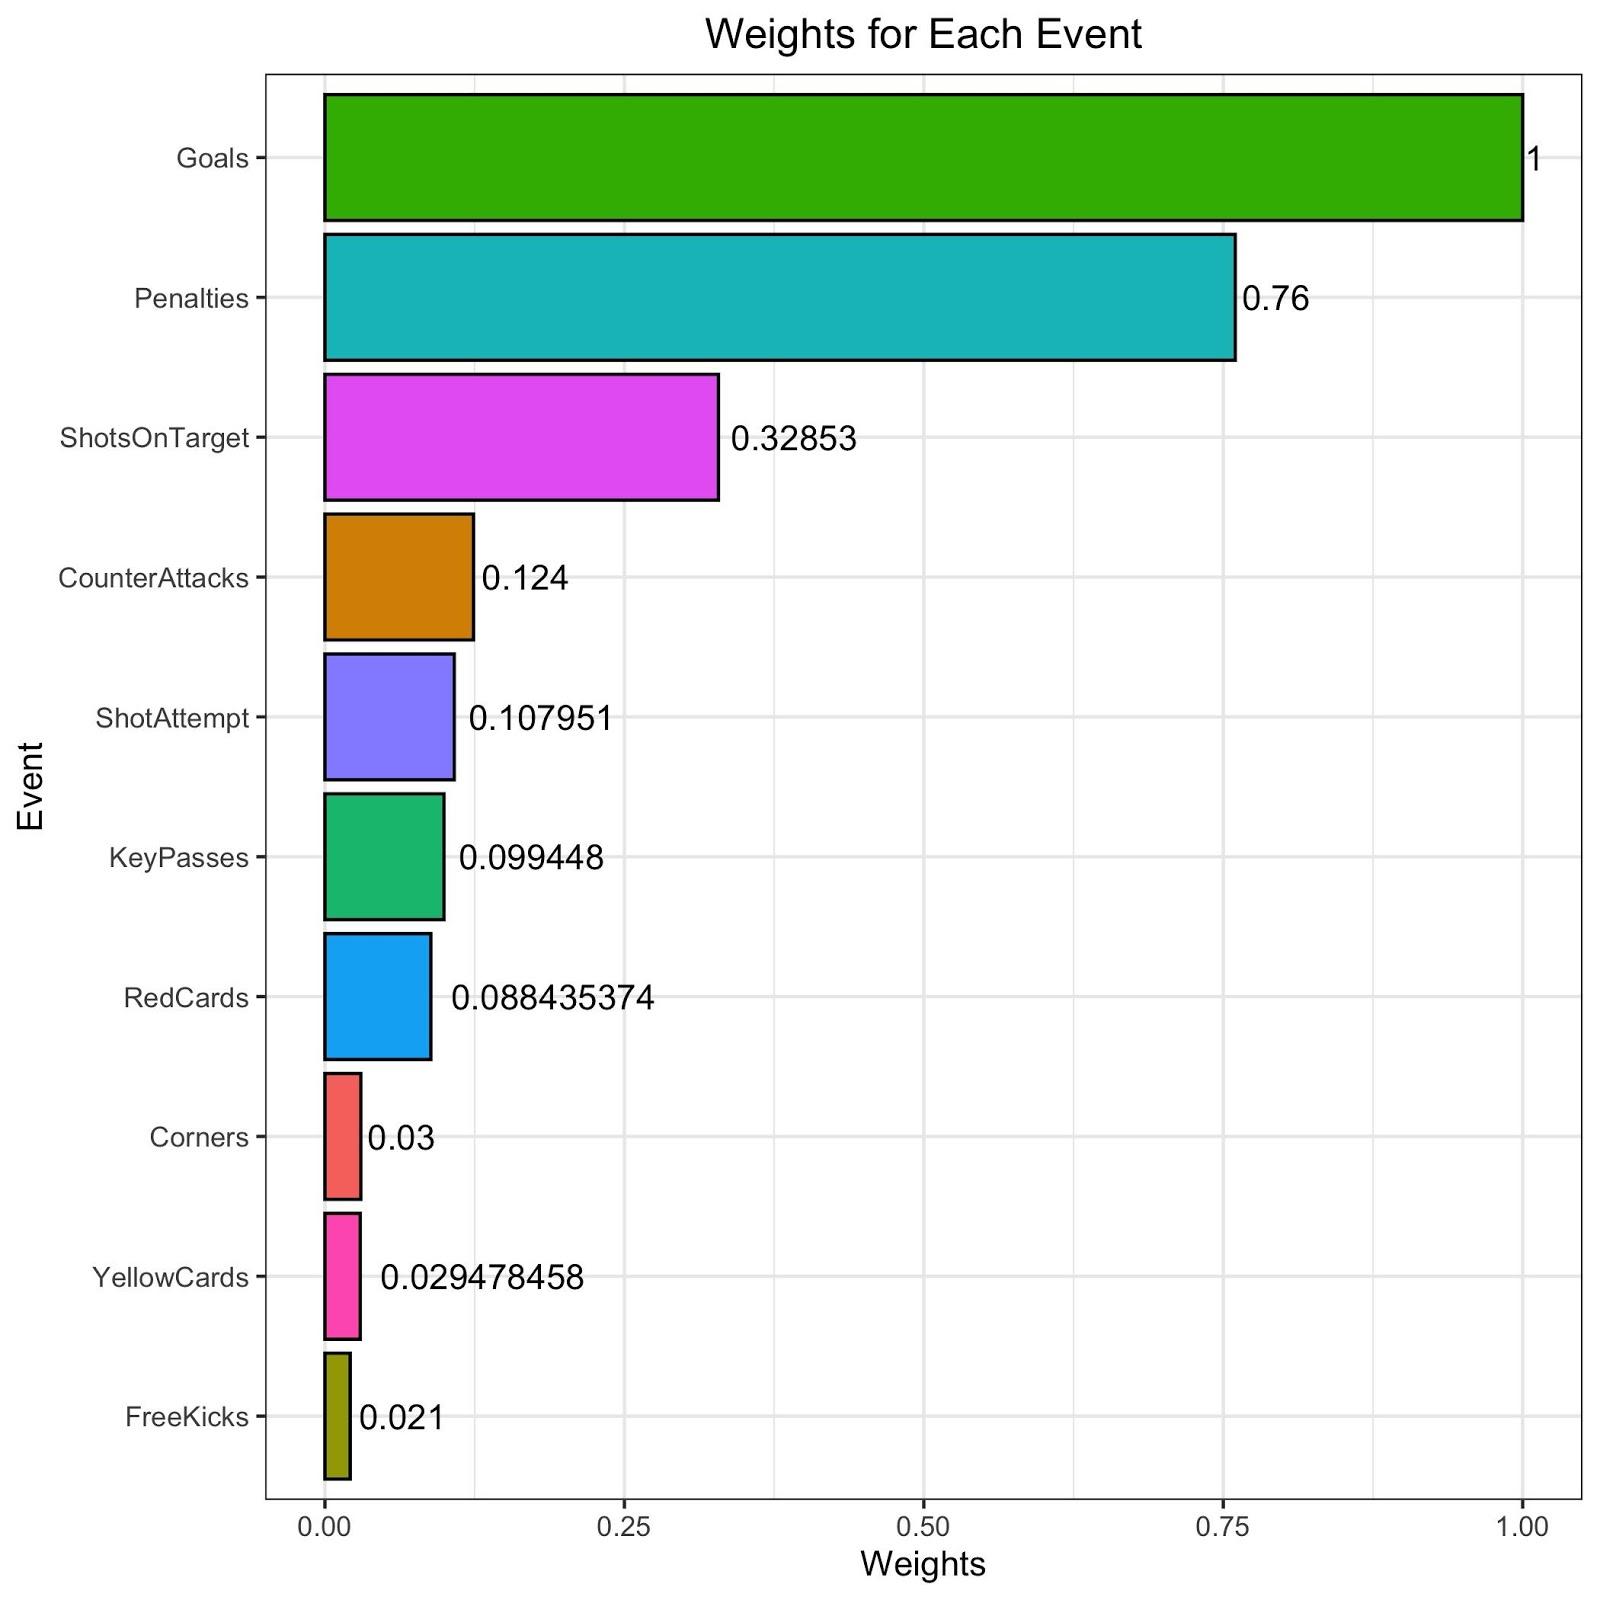 Weights for Each Event
Goals
1
Penalties
0.76
ShotsOnTarget
0.32853
CounterAttacks
0.124
ShotAttempt
0.107951
KeyPasses
0.099448
RedCards
0.088435374
Corners
0.03
YellowCards
0.029478458
FreeKicks
0.021
Event
0.00 0.25 0.50 0.75 1.00
Weights